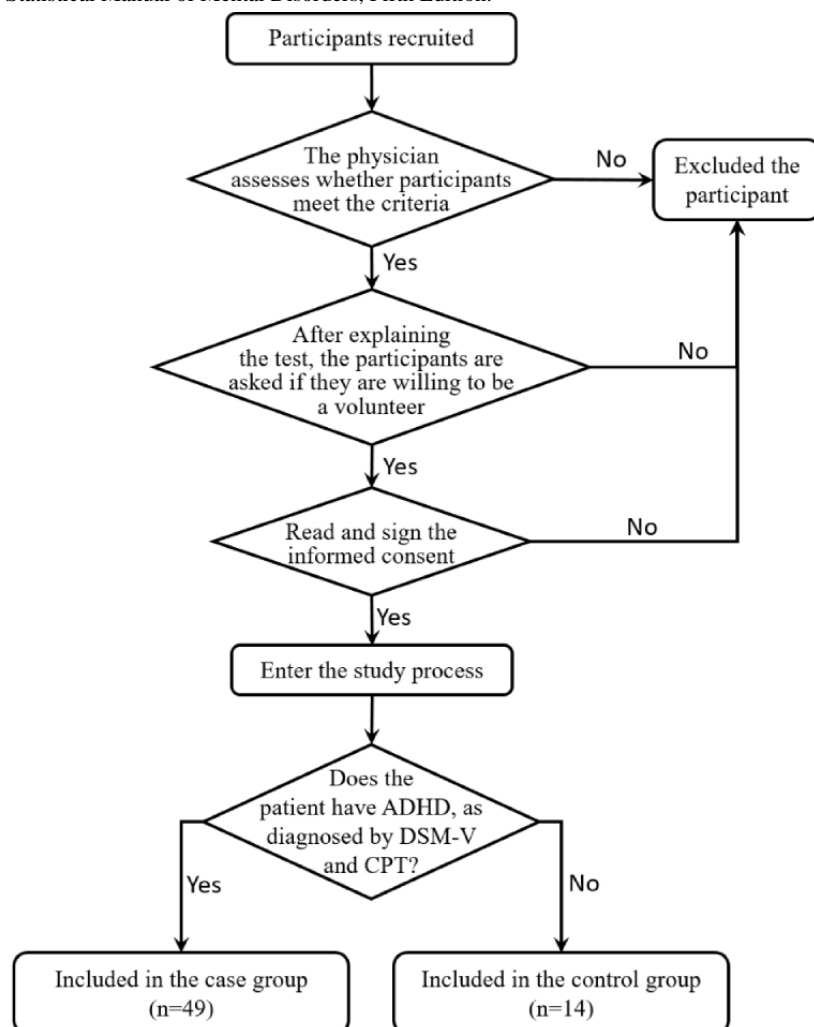 Statistical Manual of Mental Disorders, Fifth Edition.
Participants recruited
The physician
assesses whether participants
meet the criteria
No
Excluded the
participant
Yes
After explaining
the test, the participants are
asked if they are willing to be
a volunteer
No
Yes
Read and sign the
informed consent
No
Yes
Enter the study process
Does the
patient have ADHD, as
diagnosed by DSM-V
and CPT?
Yes
No
Included in the case group
(n=49)
Included in the control group
(n=14)